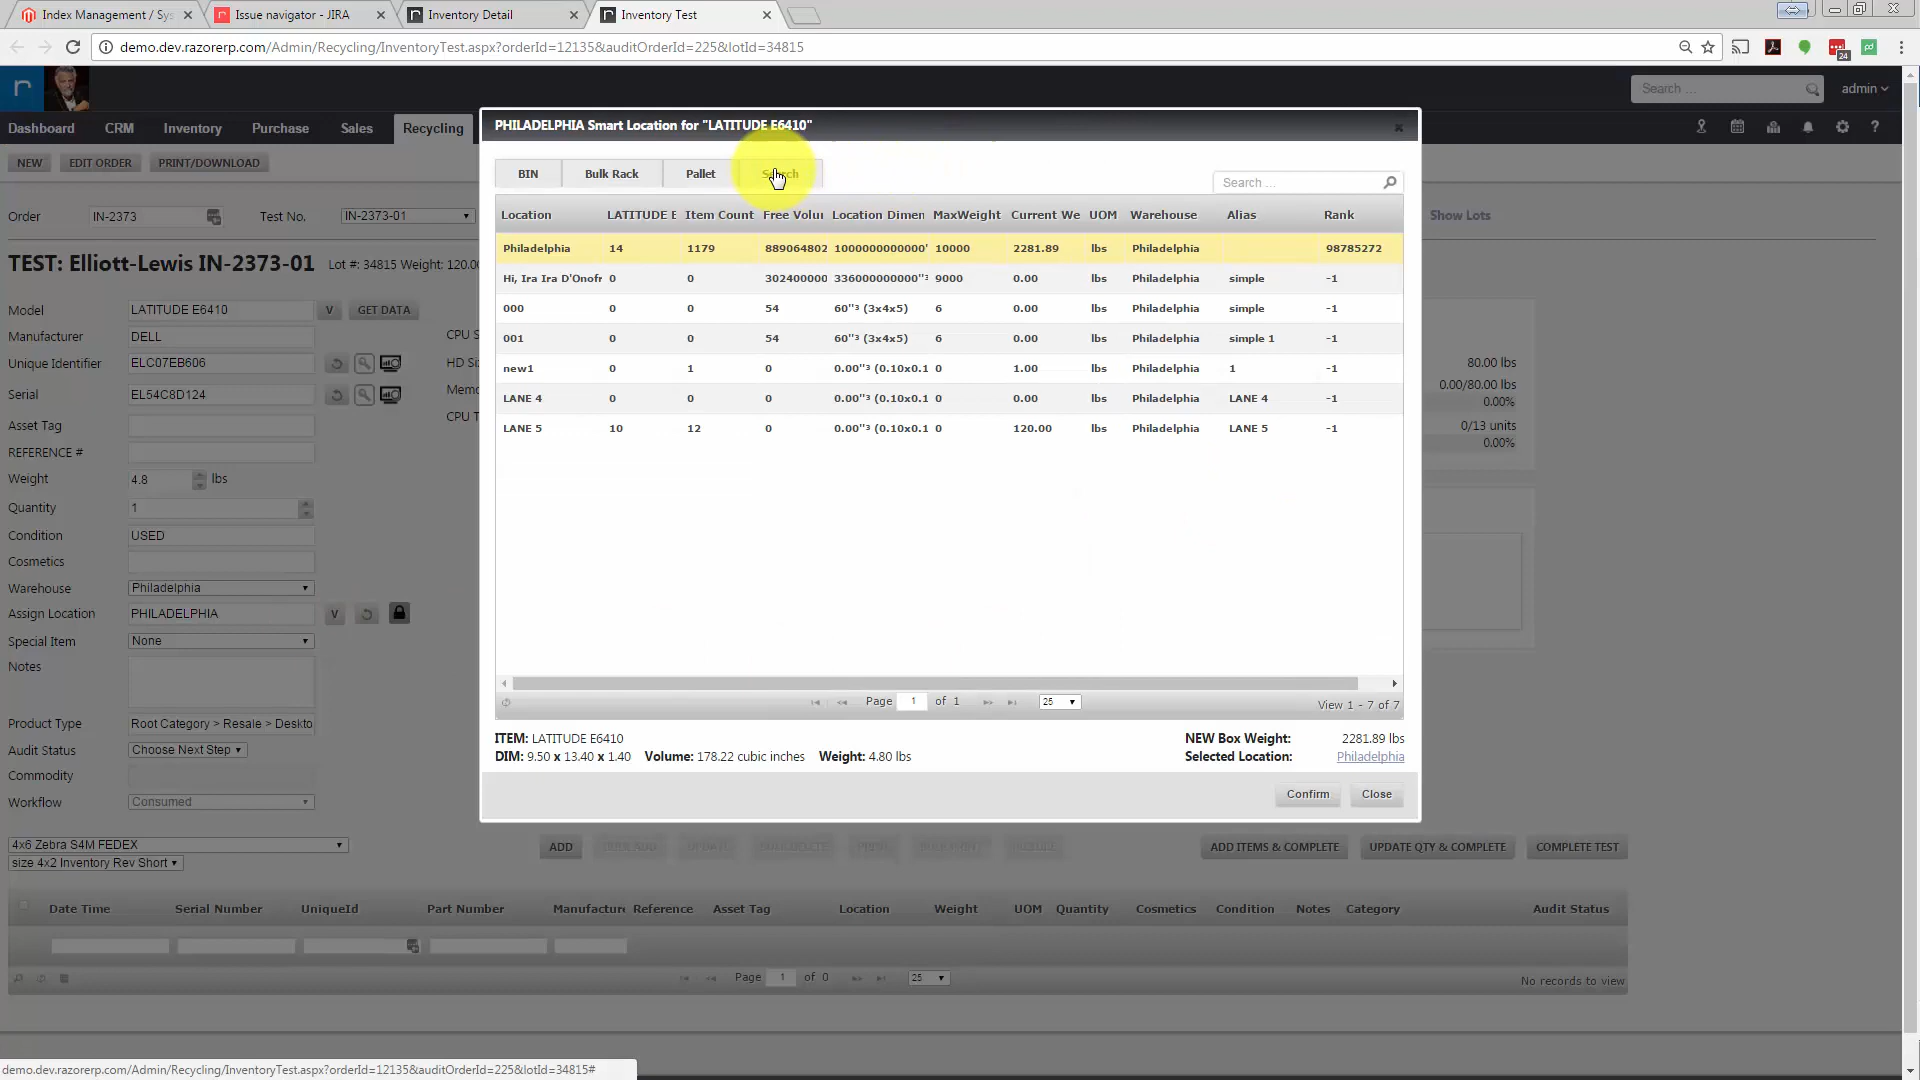 Index Management / Sy
Issue navigator - JIRA
Inventory Detail
Inventory Test
demo.dev.razorerp.com/Admin/Recycling/InventoryTest.aspx?orderId=12135&auditOrderId=225&lotId=34815
24
r
Search ...
admin
Dashboard CRM Inventory Purchase Sales Recycling
NEW EDIT ORDER PRINT/DOWNLOAD
Order IN-2373 Test No. IN-2373-01
Show Lots
TEST: Elliott-Lewis IN-2373-01 Lot #: 34815 Weight: 120.0
Model LATITUDE E6410 V GET DATA
Manufacturer DELL CPU S
Unique Identifier ELC07EB606 HD Si
Serial EL54C8D124 Memo
Asset Tag CPU T
REFERENCE #
Weight 4.8 lbs
Quantity 1
Condition USED
Cosmetics
Warehouse Philadelphia
Assign Location PHILADELPHIA V
Special Item None
Notes
Product Type Root Category > Resale > Deskto
Audit Status Choose Next Step
Commodity
Workflow Consumed
80.00 lbs
0.00/80.00 lbs
0.00%
0/13 units
0.00%
PHILADELPHIA Smart Location for "LATITUDE E6410"
BIN Bulk Rack Pallet Search
Search ...
Location LATITUDE E Item Count Free Volu Location Dimen MaxWeight Current We UOM Warehouse Alias Rank
Philadelphia 14 1179 889064802 1000000000000' 10000 2281.89 lbs Philadelphia 98785272
Hi, Ira Ira D'Onofr 0 0 302400000 336000000000"³ 9000 0.00 lbs Philadelphia simple -1
000 0 0 54 60"³ (3x4x5) 6 0.00 lbs Philadelphia simple -1
001 0 0 54 60"³ (3x4x5) 6 0.00 lbs Philadelphia simple 1 -1
new1 0 1 0 0.00"³ (0.10x0.1 0 1.00 lbs Philadelphia 1 -1
LANE 4 0 0 0 0.00"³ (0.10x0.1 0 0.00 lbs Philadelphia LANE 4 -1
LANE 5 10 12 0 0.00"³ (0.10x0.1 0 120.00 lbs Philadelphia LANE 5 -1
Page 1 of 1 25 View 1 - 7 of 7
ITEM: LATITUDE E6410
DIM: 9.50 x 13.40 x 1.40 Volume: 178.22 cubic inches Weight: 4.80 lbs
NEW Box Weight: 2281.89 lbs
Selected Location: Philadelphia
Confirm Close
4x6 Zebra S4M FEDEX
size 4x2 Inventory Rev Short
ADD
ADD ITEMS & COMPLETE UPDATE QTY & COMPLETE COMPLETE TEST
Date Time Serial Number UniqueId Part Number Manufacture Reference Asset Tag Location Weight UOM Quantity Cosmetics Condition Notes Category Audit Status
Page 1 of 0 25 No records to view
demo.dev.razorerp.com/Admin/Recycling/InventoryTest.aspx?orderId=12135&auditOrderId=225&lotId=34815#